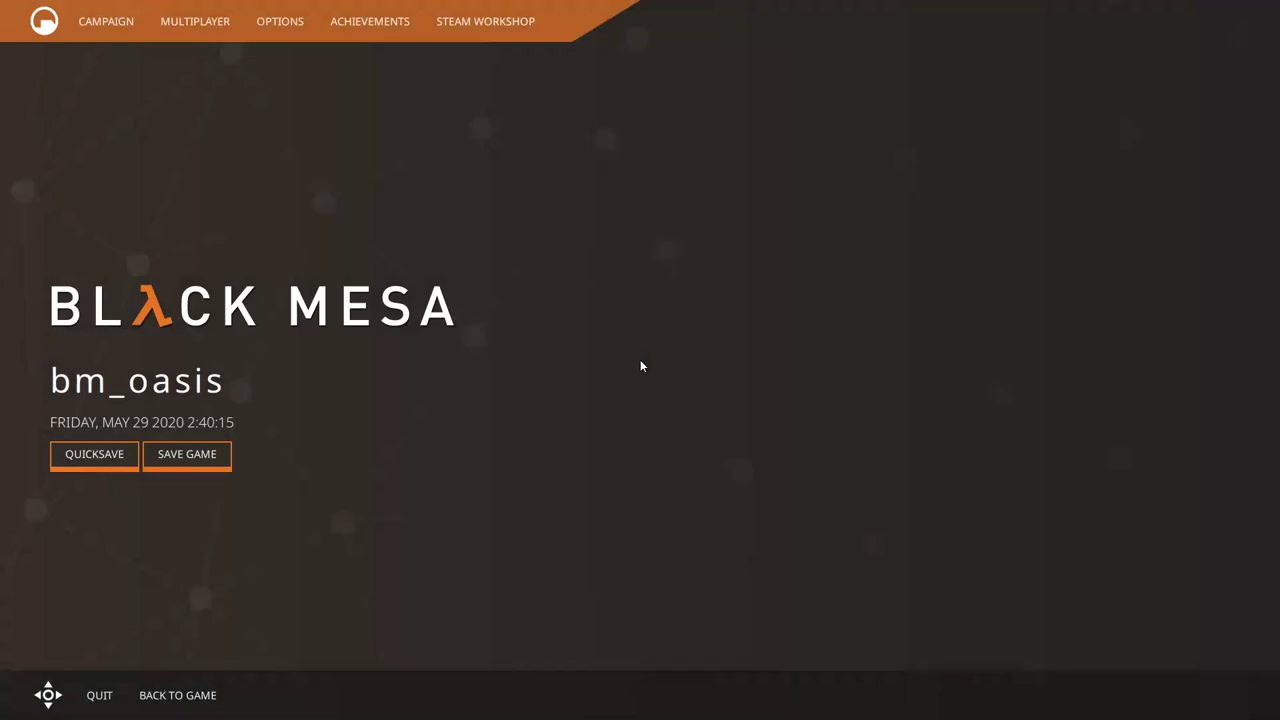 CAMPAIGN MULTIPLAYER OPTIONS ACHIEVEMENTS STEAM WORKSHOP
BLλCK MESA
bm_oasis
FRIDAY, MAY 29 2020 2:40:15
QUICKSAVE SAVE GAME
QUIT BACK TO GAME